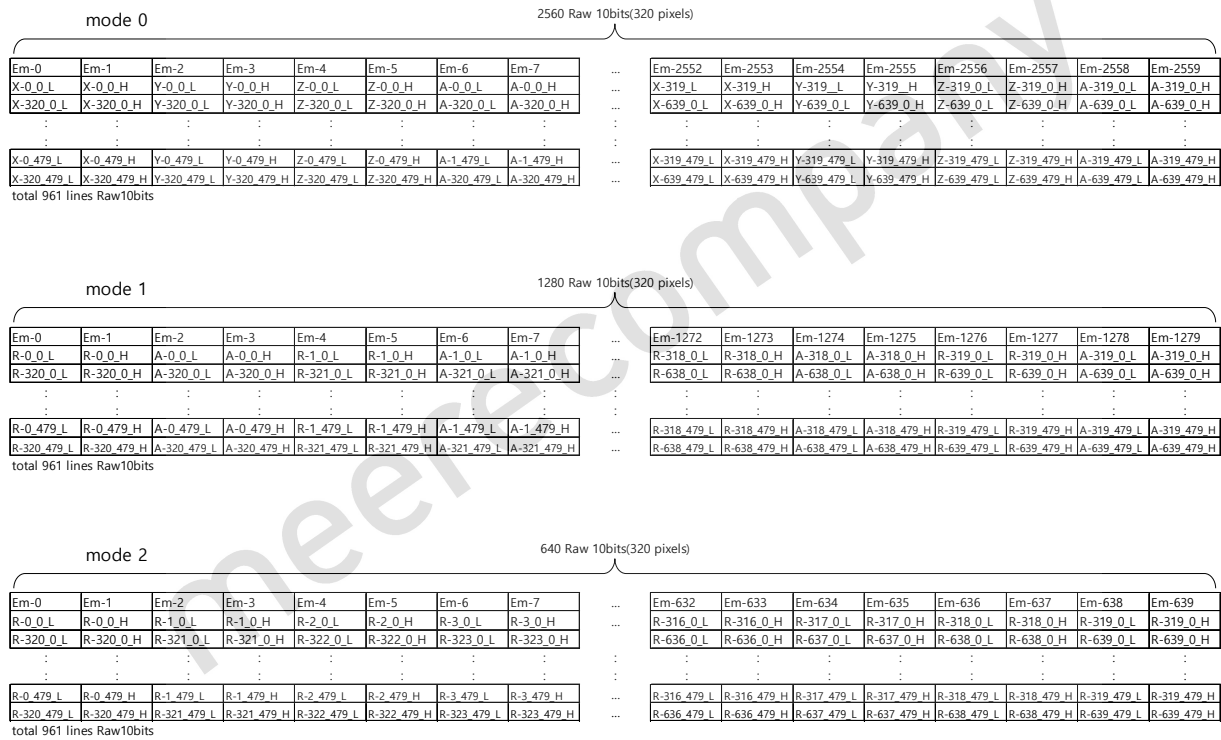 mode 0
2560 Raw 10bits(320 pixels)
Em-0 Em-1 Em-2 Em-3 Em-4 Em-5 Em-6 Em-7 ... Em-2552 Em-2553 Em-2554 Em-2555 Em-2556 Em-2557 Em-2558 Em-2559
X-0_0_L X-0_0_H Y-0_0_L Y-0_0_H Z-0_0_L Z-0_0_H A-0_0_L A-0_0_H ... X-319_L X-319_H Y-319__L Y-319__H Z-319_0_L Z-319_0_H A-319_0_L A-319_0_H
X-320_0_L X-320_0_H Y-320_0_L Y-320_0_H Z-320_0_L Z-320_0_H A-320_0_L A-320_0_H ... X-639_0_L X-639_0_H Y-639_0_L Y-639_0_H Z-639_0_L Z-639_0_H A-639_0_L A-639_0_H
: : : : : : : : : : : : : : : : :
: : : : : : : : : : : : : : : : :
X-0_479_L X-0_479_H Y-0_479_L Y-0_479_H Z-0_479_L Z-0_479_H A-1_479_L A-1_479_H ... X-319_479_L X-319_479_H Y-319_479_L Y-319_479_H Z-319_479_L Z-319_479_H A-319_479_L A-319_479_H
X-320_479_L X-320_479_H Y-320_479_L Y-320_479_H Z-320_479_L Z-320_479_H A-320_479_L A-320_479_H ... X-639_479_L X-639_479_H Y-639_479_L Y-639_479_H Z-639_479_L Z-639_479_H A-639_479_L A-639_479_H
total 961 lines Raw10bits
mode 1
1280 Raw 10bits(320 pixels)
Em-0 Em-1 Em-2 Em-3 Em-4 Em-5 Em-6 Em-7 ... Em-1272 Em-1273 Em-1274 Em-1275 Em-1276 Em-1277 Em-1278 Em-1279
R-0_0_L R-0_0_H A-0_0_L A-0_0_H R-1_0_L R-1_0_H A-1_0_L A-1_0_H ... R-318_0_L R-318_0_H A-318_0_L A-318_0_H R-319_0_L R-319_0_H A-319_0_L A-319_0_H
R-320_0_L R-320_0_H A-320_0_L A-320_0_H R-321_0_L R-321_0_H A-321_0_L A-321_0_H ... R-638_0_L R-638_0_H A-638_0_L A-638_0_H R-639_0_L R-639_0_H A-639_0_L A-639_0_H
: : : : : : : : : : : : : : : : :
: : : : : : : : : : : : : : : : :
R-0_479_L R-0_479_H A-0_479_L A-0_479_H R-1_479_L R-1_479_H A-1_479_L A-1_479_H ... R-318_479_L R-318_479_H A-318_479_L A-318_479_H R-319_479_L R-319_479_H A-319_479_L A-319_479_H
R-320_479_L R-320_479_H A-320_479_L A-320_479_H R-321_479_L R-321_479_H A-321_479_L A-321_479_H ... R-638_479_L R-638_479_H A-638_479_L A-638_479_H R-639_479_L R-639_479_H A-639_479_L A-639_479_H
total 961 lines Raw10bits
mode 2
640 Raw 10bits(320 pixels)
Em-0 Em-1 Em-2 Em-3 Em-4 Em-5 Em-6 Em-7 ... Em-632 Em-633 Em-634 Em-635 Em-636 Em-637 Em-638 Em-639
R-0_0_L R-0_0_H R-1_0_L R-1_0_H R-2_0_L R-2_0_H R-3_0_L R-3_0_H ... R-316_0_L R-316_0_H R-317_0_L R-317_0_H R-318_0_L R-318_0_H R-319_0_L R-319_0_H
R-320_0_L R-320_0_H R-321_0_L R-321_0_H R-322_0_L R-322_0_H R-323_0_L R-323_0_H ... R-636_0_L R-636_0_H R-637_0_L R-637_0_H R-638_0_L R-638_0_H R-639_0_L R-639_0_H
: : : : : : : : : : : : : : : : :
: : : : : : : : : : : : : : : : :
R-0_479_L R-0_479_H R-1_479_L R-1_479_H R-2_479_L R-2_479_H R-3_479_L R-3_479_H ... R-316_479_L R-316_479_H R-317_479_L R-317_479_H R-318_479_L R-318_479_H R-319_479_L R-319_479_H
R-320_479_L R-320_479_H R-321_479_L R-321_479_H R-322_479_L R-322_479_H R-323_479_L R-323_479_H ... R-636_479_L R-636_479_H R-637_479_L R-637_479_H R-638_479_L R-638_479_H R-639_479_L R-639_479_H
total 961 lines Raw10bits
meerecompany